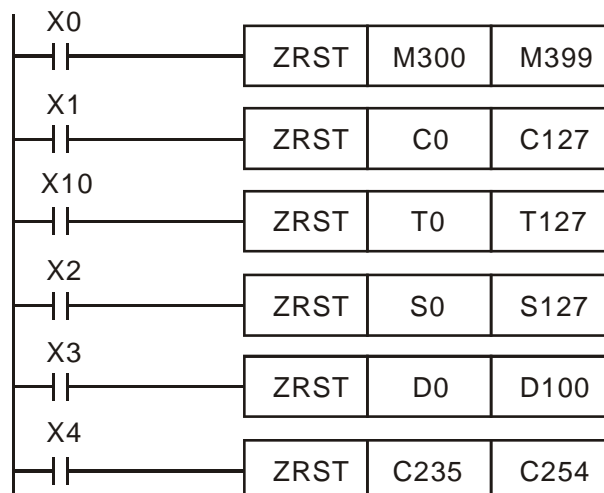 X0
ZRST M300 M399
X1
ZRST C0 C127
X10
ZRST T0 T127
X2
ZRST S0 S127
X3
ZRST D0 D100
X4
ZRST C235 C254